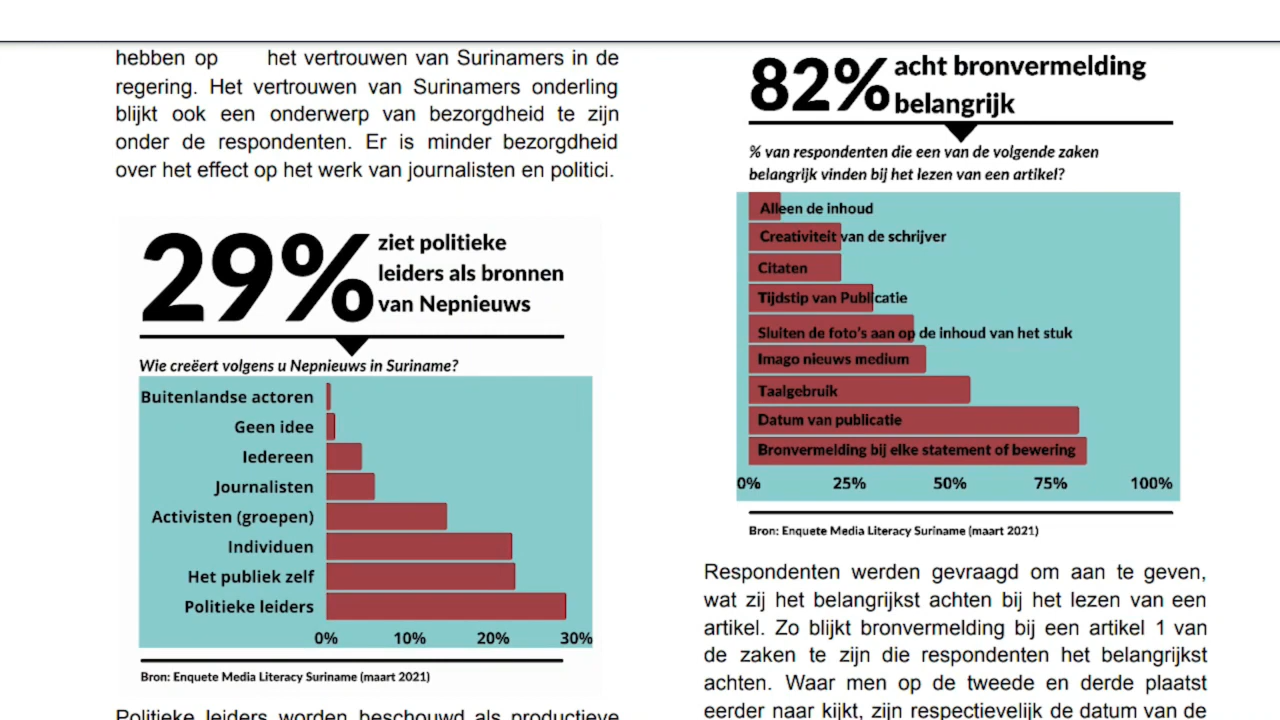 hebben op het vertrouwen van Surinamers in de
regering. Het vertrouwen van Surinamers onderling
blijkt ook een onderwerp van bezorgdheid te zijn
onder de respondenten. Er is minder bezorgdheid
over het effect op het werk van journalisten en politici.
29% ziet politieke
leiders als bronnen
van Nepnieuws
Wie creëert volgens u Nepnieuws in Suriname?
Buitenlandse actoren
Geen idee
Iedereen
Journalisten
Activisten (groepen)
Individuen
Het publiek zelf
Politieke leiders
0% 10% 20% 30%
Bron: Enquete Media Literacy Suriname (maart 2021)
Politieke leiders worden beschouwd als productieve
82% acht bronvermelding
belangrijk
% van respondenten die een van de volgende zaken
belangrijk vinden bij het lezen van een artikel?
Alleen de inhoud
Creativiteit van de schrijver
Citaten
Tijdstip van Publicatie
Sluiten de foto's aan op de inhoud van het stuk
Imago nieuws medium
Taalgebruik
Datum van publicatie
Bronvermelding bij elke statement of bewering
0% 25% 50% 75% 100%
Bron: Enquete Media Literacy Suriname (maart 2021)
Respondenten werden gevraagd om aan te geven,
wat zij het belangrijkst achten bij het lezen van een
artikel. Zo blijkt bronvermelding bij een artikel 1 van
de zaken te zijn die respondenten het belangrijkst
achten. Waar men op de tweede en derde plaatst
eerder naar kijkt, zijn respectievelijk de datum van de